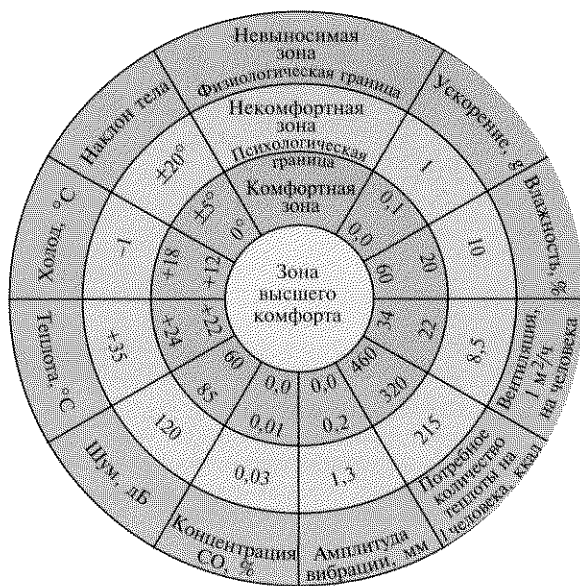 Невыносимая
зона
Физиологическая граница
Некомфортная
зона
Психологическая
граница
Комфортная
зона
Зона
высшего
комфорта
Ускорение, g
1
0,1
0,0
Влажность, %
10
20
60
Вентиляция,
1 м²/ч
на человека
8,5
22
34
Потребное
количество
теплоты на
1 человека, ккал
215
320
460
Амплитуда
вибрации, мм
1,3
0,2
0,0
Концентрация
CO, %
0,03
0,01
0,0
Шум, дБ
120
85
60
Теплота, °C
+35
+24
+22
Холод, °C
−1
+18
+12
Наклон тела
±20°
±5°
0°